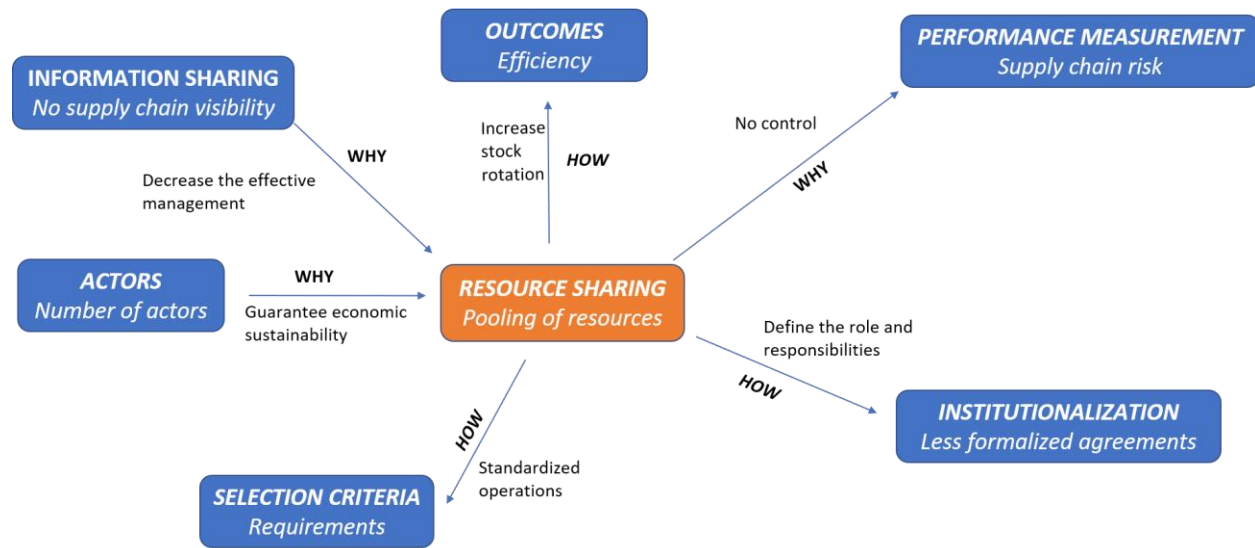 OUTCOMES
Efficiency
PERFORMANCE MEASUREMENT
Supply chain risk
INFORMATION SHARING
No supply chain visibility
WHY
Decrease the effective
management
Increase
stock
rotation
HOW
No control
WHY
ACTORS
Number of actors
WHY
Guarantee economic
sustainability
RESOURCE SHARING
Pooling of resources
Define the role and
responsibilities
HOW
INSTITUTIONALIZATION
Less formalized agreements
HOW
Standardized
operations
SELECTION CRITERIA
Requirements